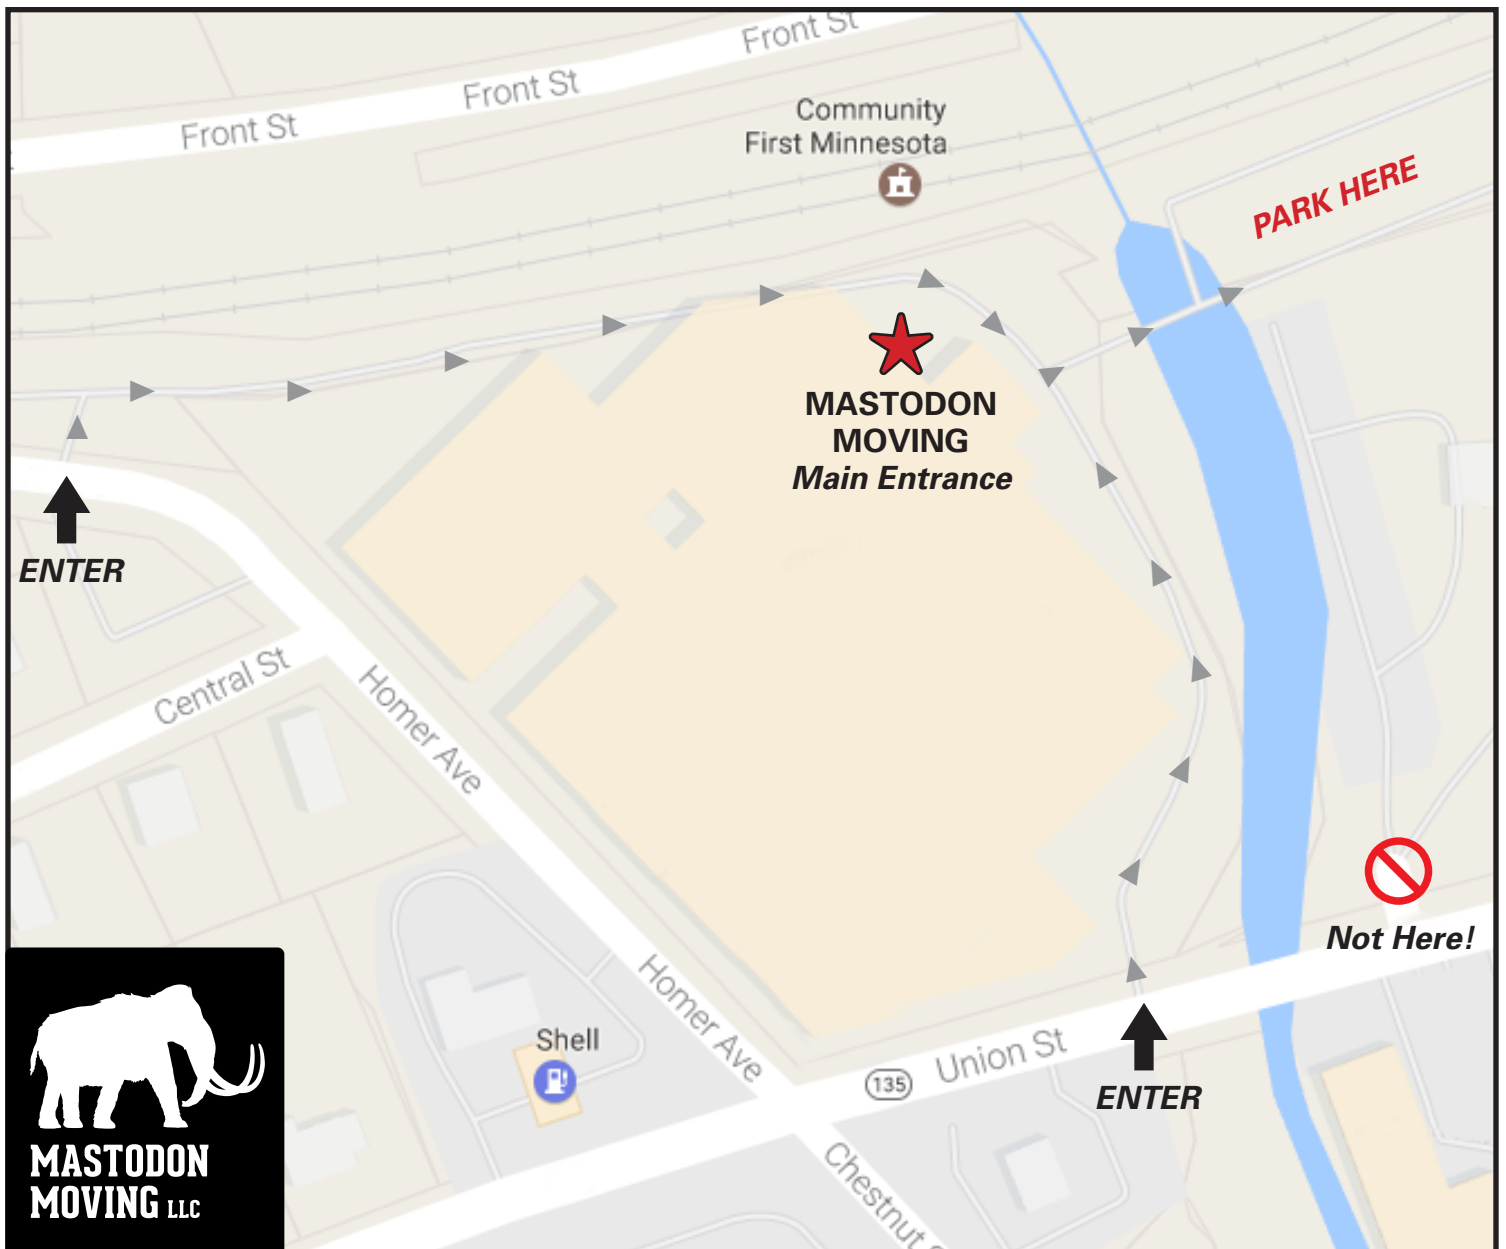 Front St
Front St
Front St
Community
First Minnesota
PARK HERE
MASTODON
MOVING
Main Entrance
ENTER
Central St
Homer Ave
Not Here!
Homer Ave
Shell
135
Union St
ENTER
Chestnut
MASTODON
MOVING LLC